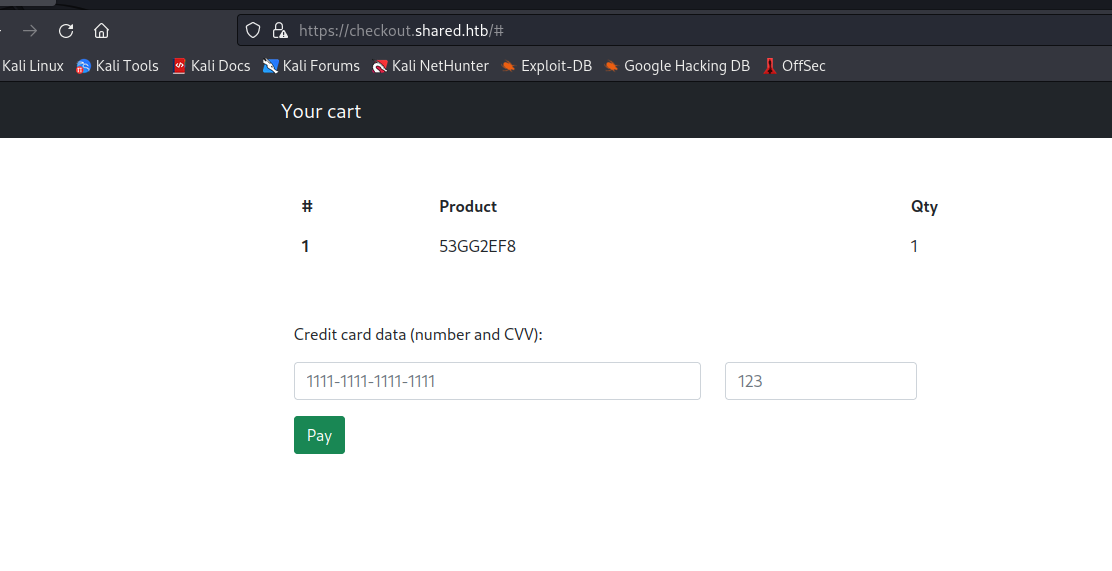 https://checkout.shared.htb/#
Kali Linux Kali Tools Kali Docs Kali Forums Kali NetHunter Exploit-DB Google Hacking DB OffSec
Your cart
# Product Qty
1 53GG2EF8 1
Credit card data (number and CVV):
1111-1111-1111-1111 123
Pay